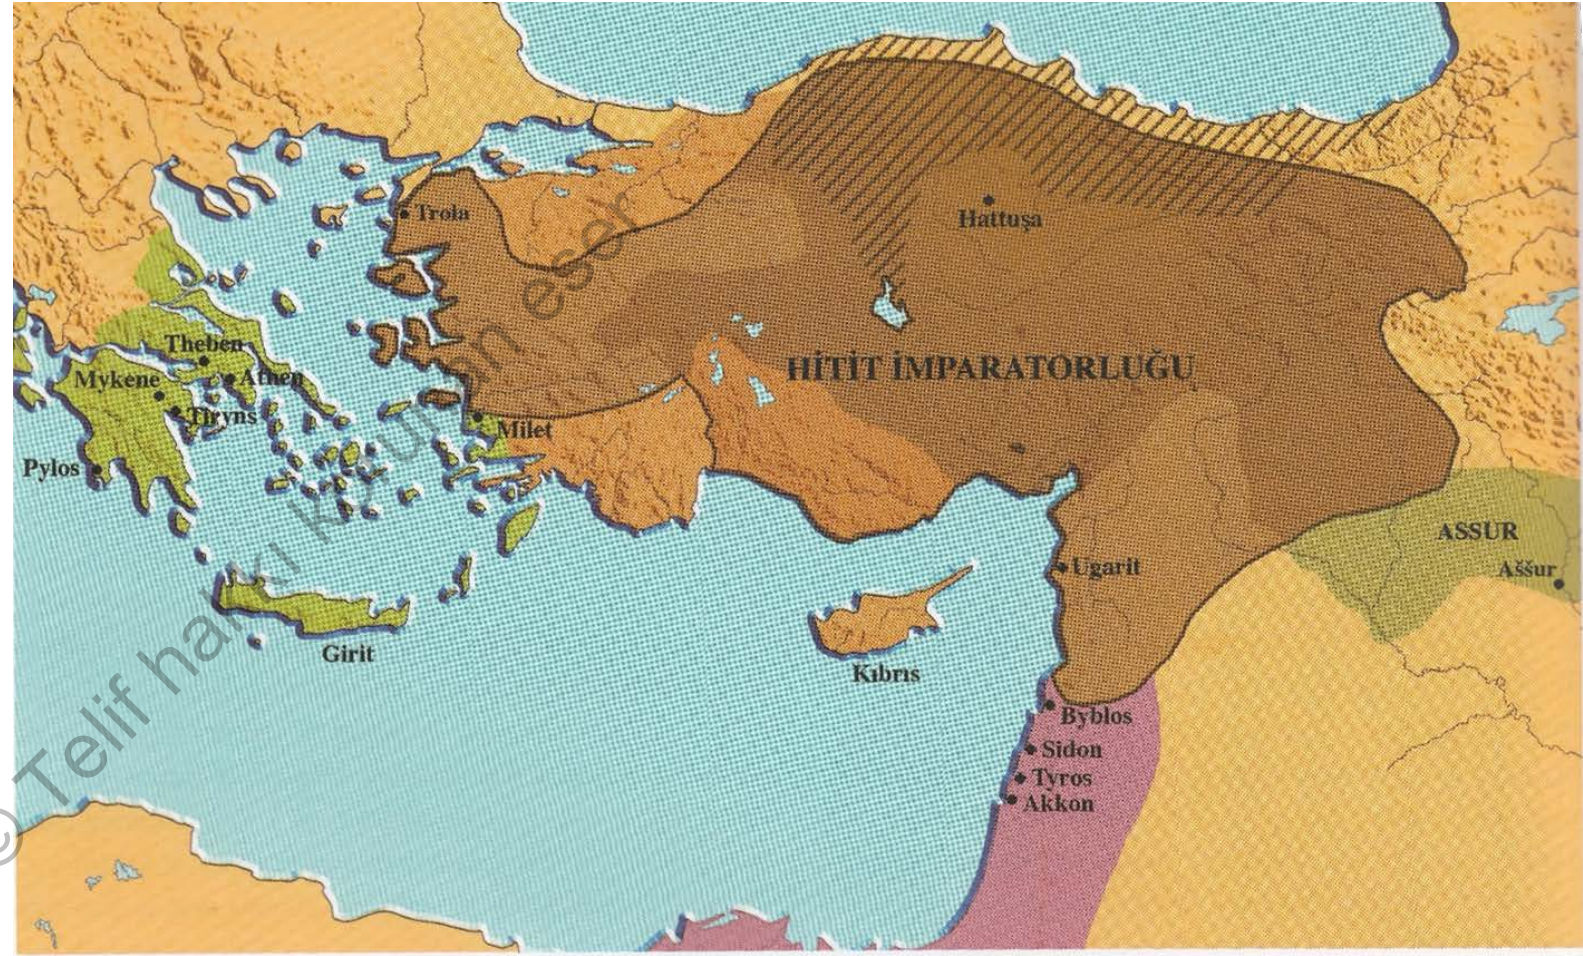 Troia
Hattuşa
HİTİT İMPARATORLUĞU
Theben
Mykene
Athen
Tiryns
Pylos
Milet
Girit
Kıbrıs
Ugarit
ASSUR
Aššur
Byblos
Sidon
Tyros
Akkon
© Telif hakkı korunan eser